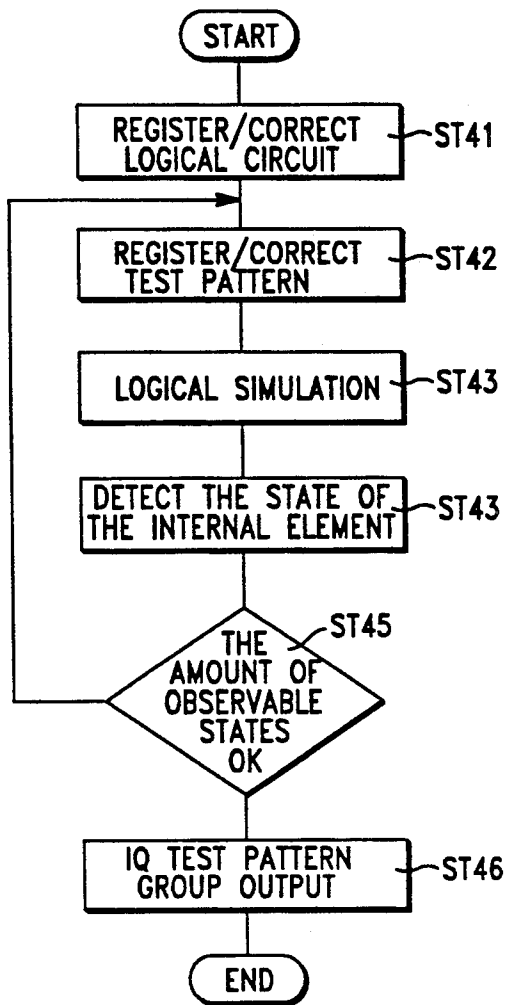 START
REGISTER/CORRECT
LOGICAL CIRCUIT
ST41
REGISTER/CORRECT
TEST PATTERN
ST42
LOGICAL SIMULATION
ST43
DETECT THE STATE OF
THE INTERNAL ELEMENT
ST43
ST45
THE
AMOUNT OF
OBSERVABLE
STATES
OK
IQ TEST PATTERN
GROUP OUTPUT
ST46
END